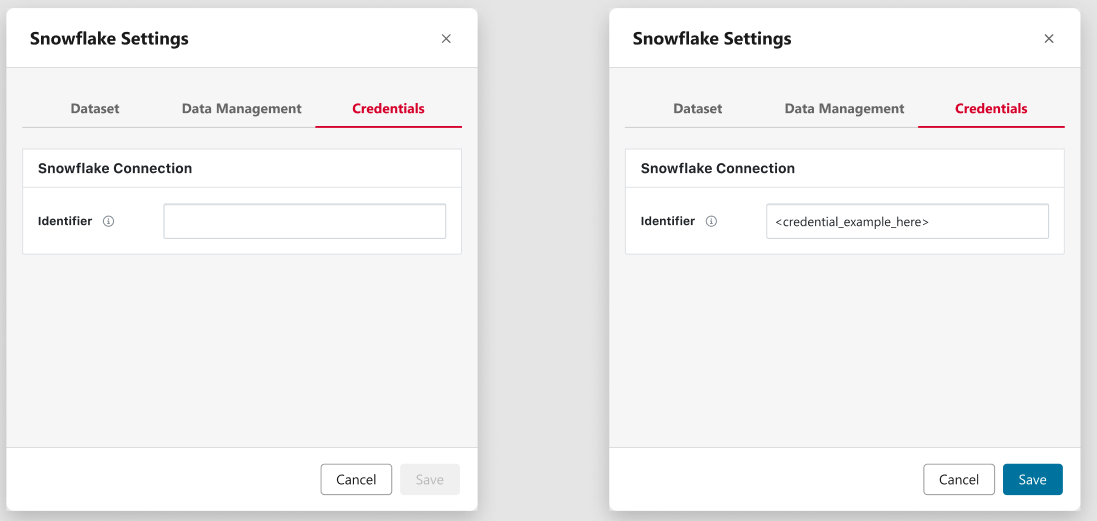 Snowflake Settings
Dataset Data Management Credentials
Snowflake Connection
Identifier
Cancel Save
Snowflake Settings
Dataset Data Management Credentials
Snowflake Connection
Identifier <credential_example_here>
Cancel Save